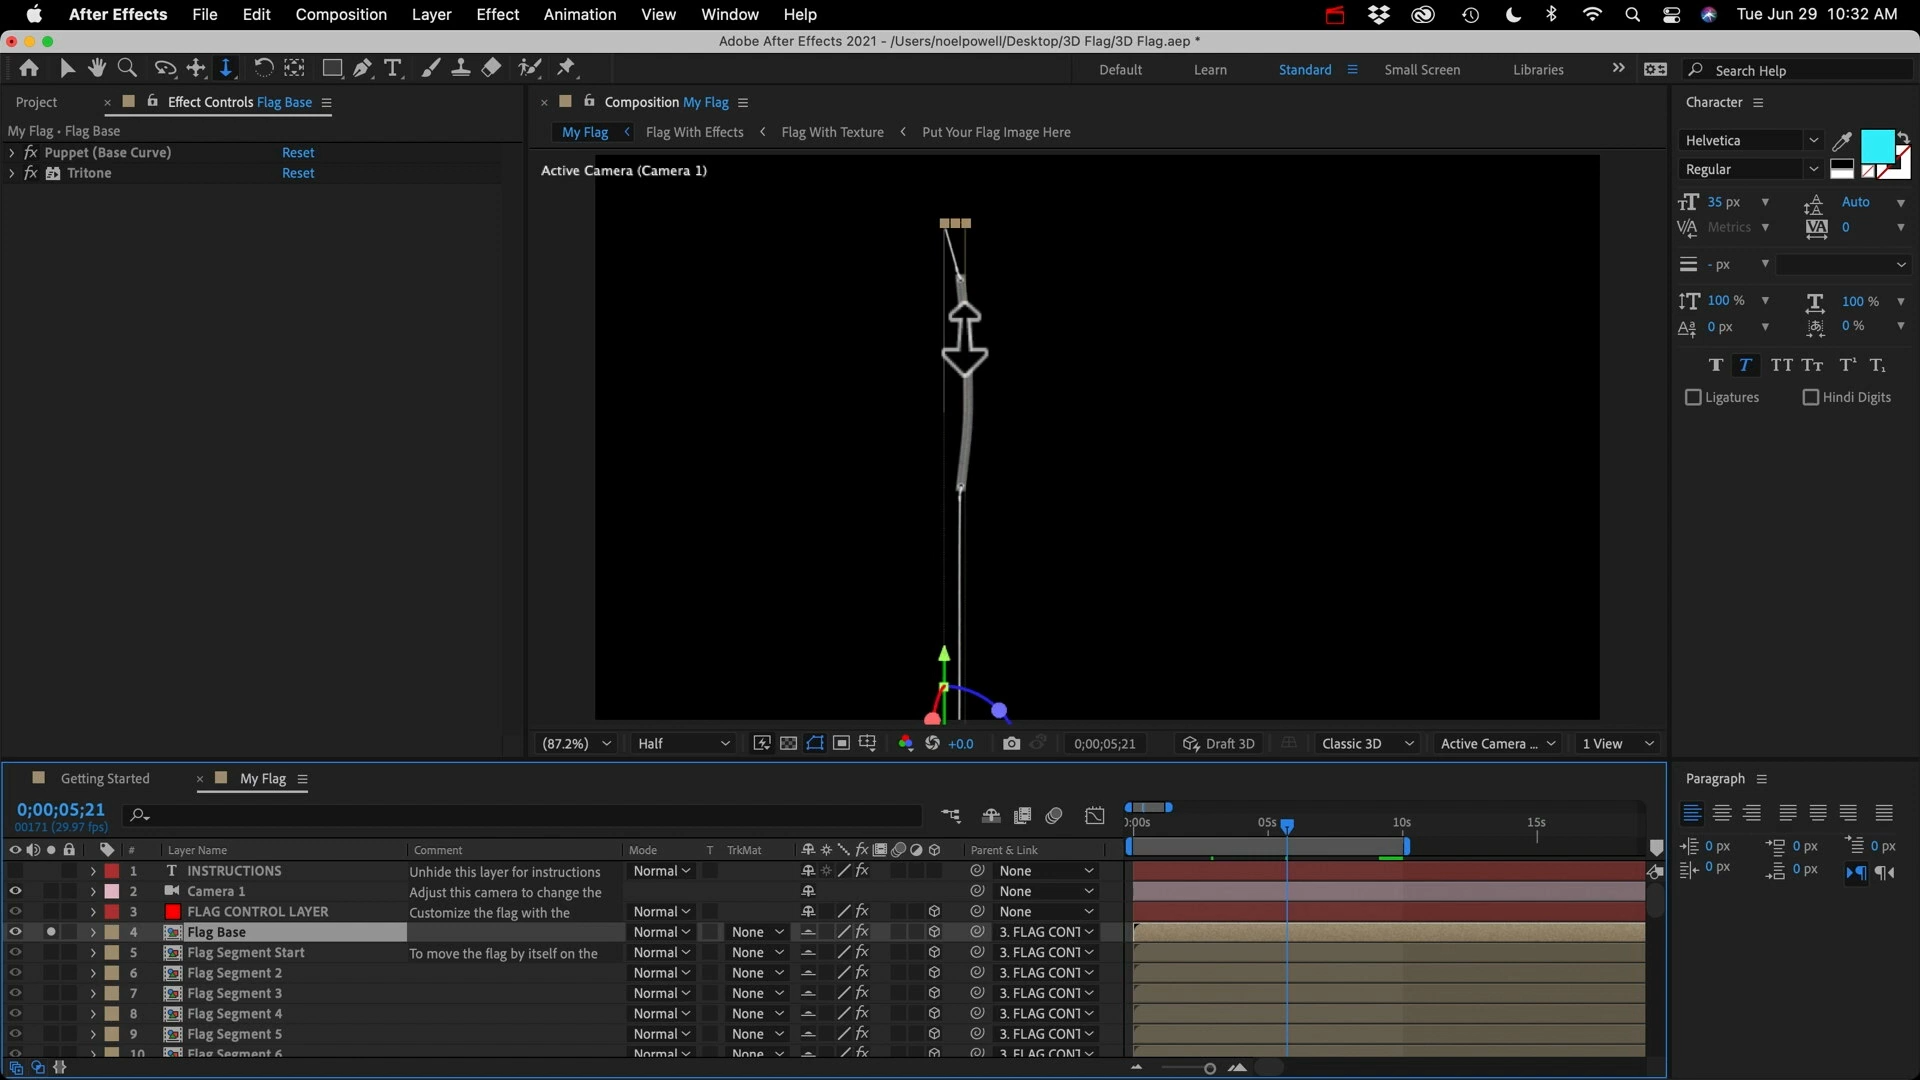 After Effects File Edit Composition Layer Effect Animation View Window Help Tue Jun 29 10:32 AM
Adobe After Effects 2021 - /Users/noelpowell/Desktop/3D Flag/3D Flag.aep *
Default Learn Standard Small Screen Libraries Search Help
Project Effect Controls Flag Base Composition My Flag Character
My Flag • Flag Base
My Flag Flag With Effects Flag With Texture Put Your Flag Image Here
Puppet (Base Curve) Reset
Tritone Reset
Active Camera (Camera 1)
Helvetica
Regular
35 px Auto
Metrics 0
- px
100 % 100 %
0 px 0 %
Ligatures Hindi Digits
(87.2%) Half +0.0 0;00;05;21 Draft 3D Classic 3D Active Camera ... 1 View
Getting Started My Flag Paragraph
0;00;05;21
00171 (29.97 fps)
05s 10s 15s
# Layer Name Comment Mode T TrkMat Parent & Link
0 px 0 px 0 px
0 px 0 px
1 INSTRUCTIONS Unhide this layer for instructions Normal None
2 Camera 1 Adjust this camera to change the None
3 FLAG CONTROL LAYER Customize the flag with the Normal None
4 Flag Base Normal None 3. FLAG CONT
5 Flag Segment Start To move the flag by itself on the Normal None 3. FLAG CONT
6 Flag Segment 2 Normal None 3. FLAG CONT
7 Flag Segment 3 Normal None 3. FLAG CONT
8 Flag Segment 4 Normal None 3. FLAG CONT
9 Flag Segment 5 Normal None 3. FLAG CONT
10 Flag Segment 6 Normal None 3. FLAG CONT